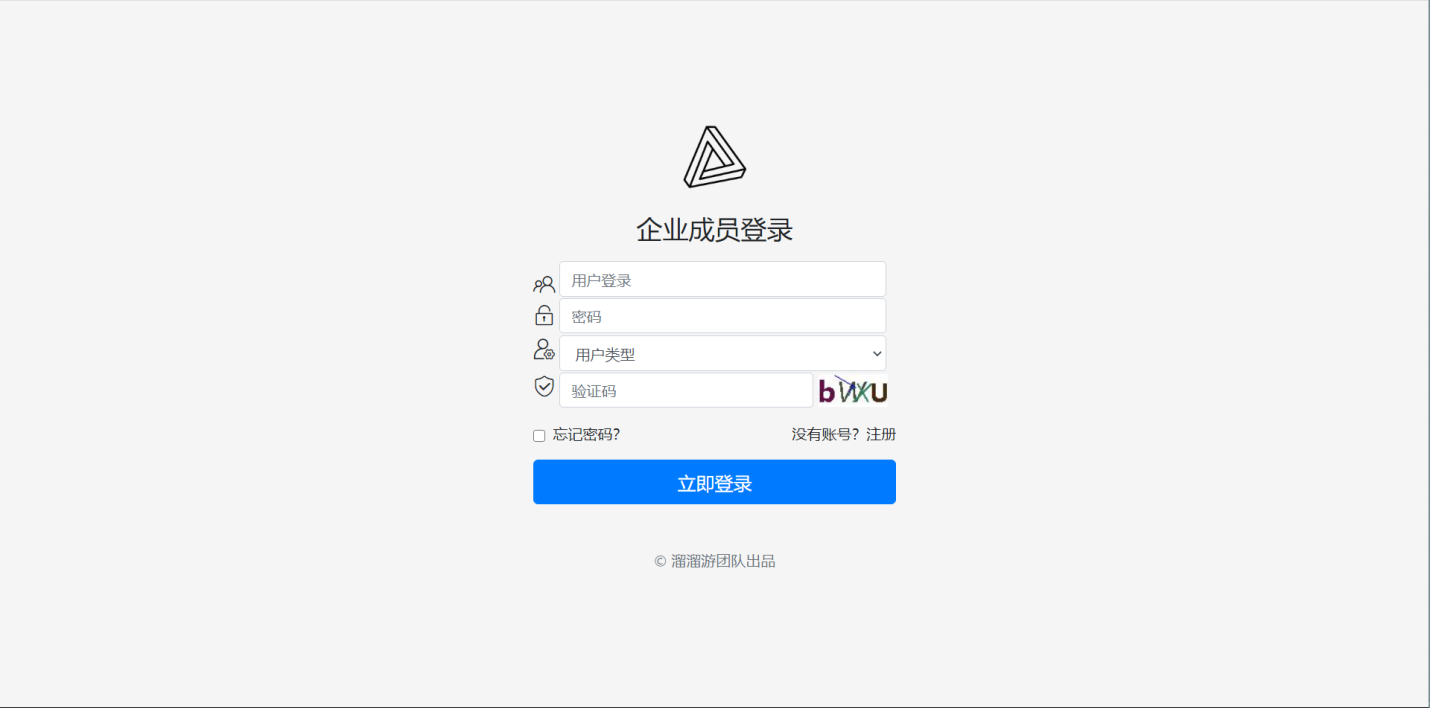 企业成员登录
用户登录
密码
用户类型
验证码
忘记密码?
没有账号? 注册
立即登录
© 溜溜游团队出品